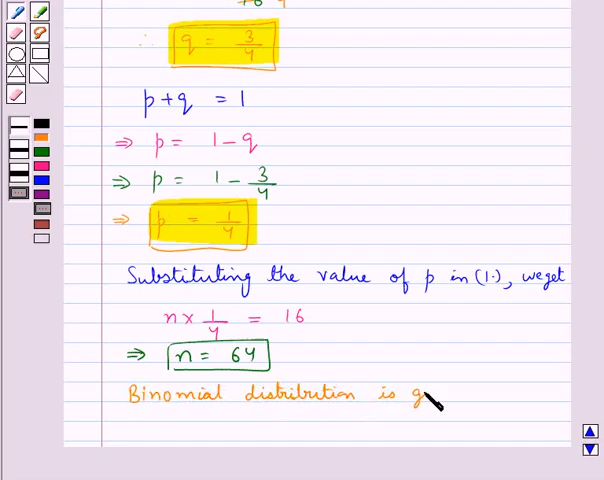 ∴ q = 3/4
p + q = 1
⇒ p = 1 - q
⇒ p = 1 - 3/4
⇒ p = 1/4
Substituting the value of p in (1.), we get
n × 1/4 = 16
⇒ n = 64
Binomial distribution is g